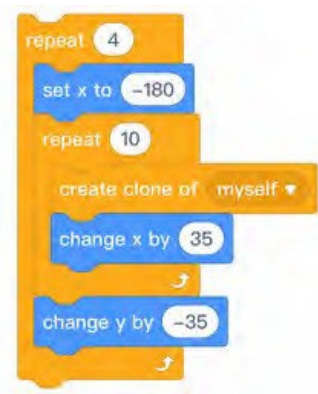 repeat 4
set x to -180
repeat 10
create clone of myself
change x by 35
change y by -35